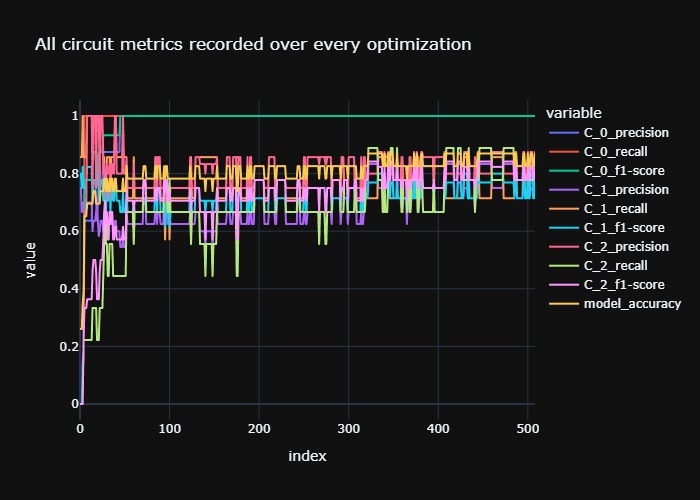 All circuit metrics recorded over every optimization
variable
C_0_precision
C_0_recall
C_0_f1-score
C_1_precision
C_1_recall
C_1_f1-score
C_2_precision
C_2_recall
C_2_f1-score
model_accuracy
value
1
0.8
0.6
0.4
0.2
0
0 100 200 300 400 500
index